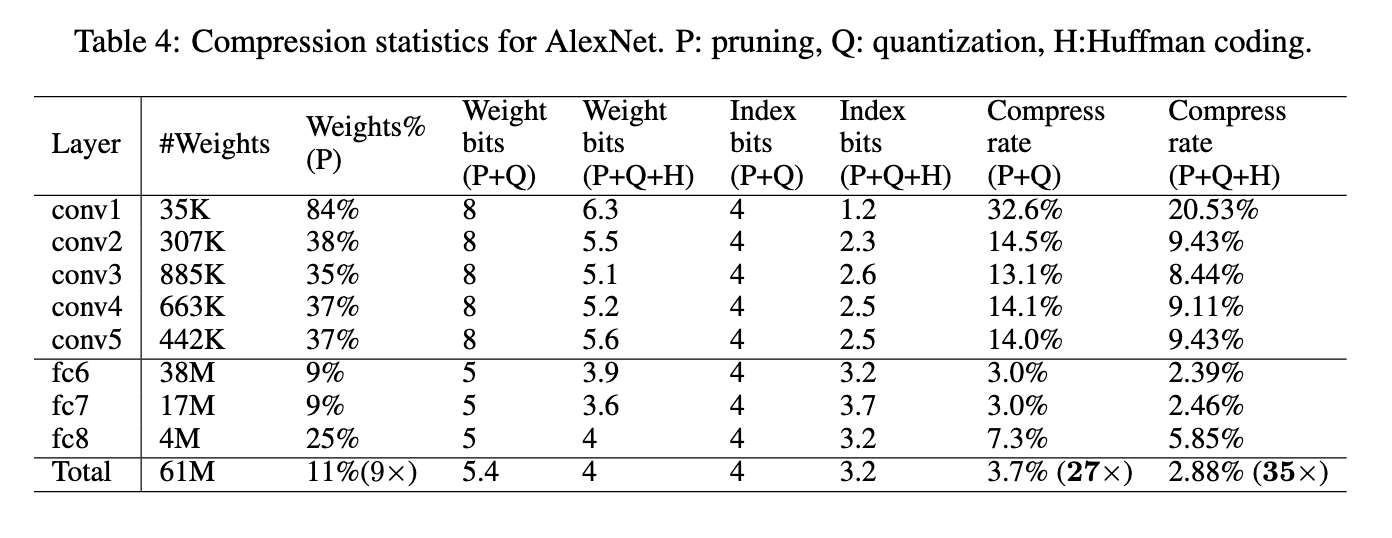 Table 4: Compression statistics for AlexNet. P: pruning, Q: quantization, H:Huffman coding.
Layer #Weights Weights% (P) Weight bits (P+Q) Weight bits (P+Q+H) Index bits (P+Q) Index bits (P+Q+H) Compress rate (P+Q) Compress rate (P+Q+H)
conv1 35K 84% 8 6.3 4 1.2 32.6% 20.53%
conv2 307K 38% 8 5.5 4 2.3 14.5% 9.43%
conv3 885K 35% 8 5.1 4 2.6 13.1% 8.44%
conv4 663K 37% 8 5.2 4 2.5 14.1% 9.11%
conv5 442K 37% 8 5.6 4 2.5 14.0% 9.43%
fc6 38M 9% 5 3.9 4 3.2 3.0% 2.39%
fc7 17M 9% 5 3.6 4 3.7 3.0% 2.46%
fc8 4M 25% 5 4 4 3.2 7.3% 5.85%
Total 61M 11%(9×) 5.4 4 4 3.2 3.7% (27×) 2.88% (35×)